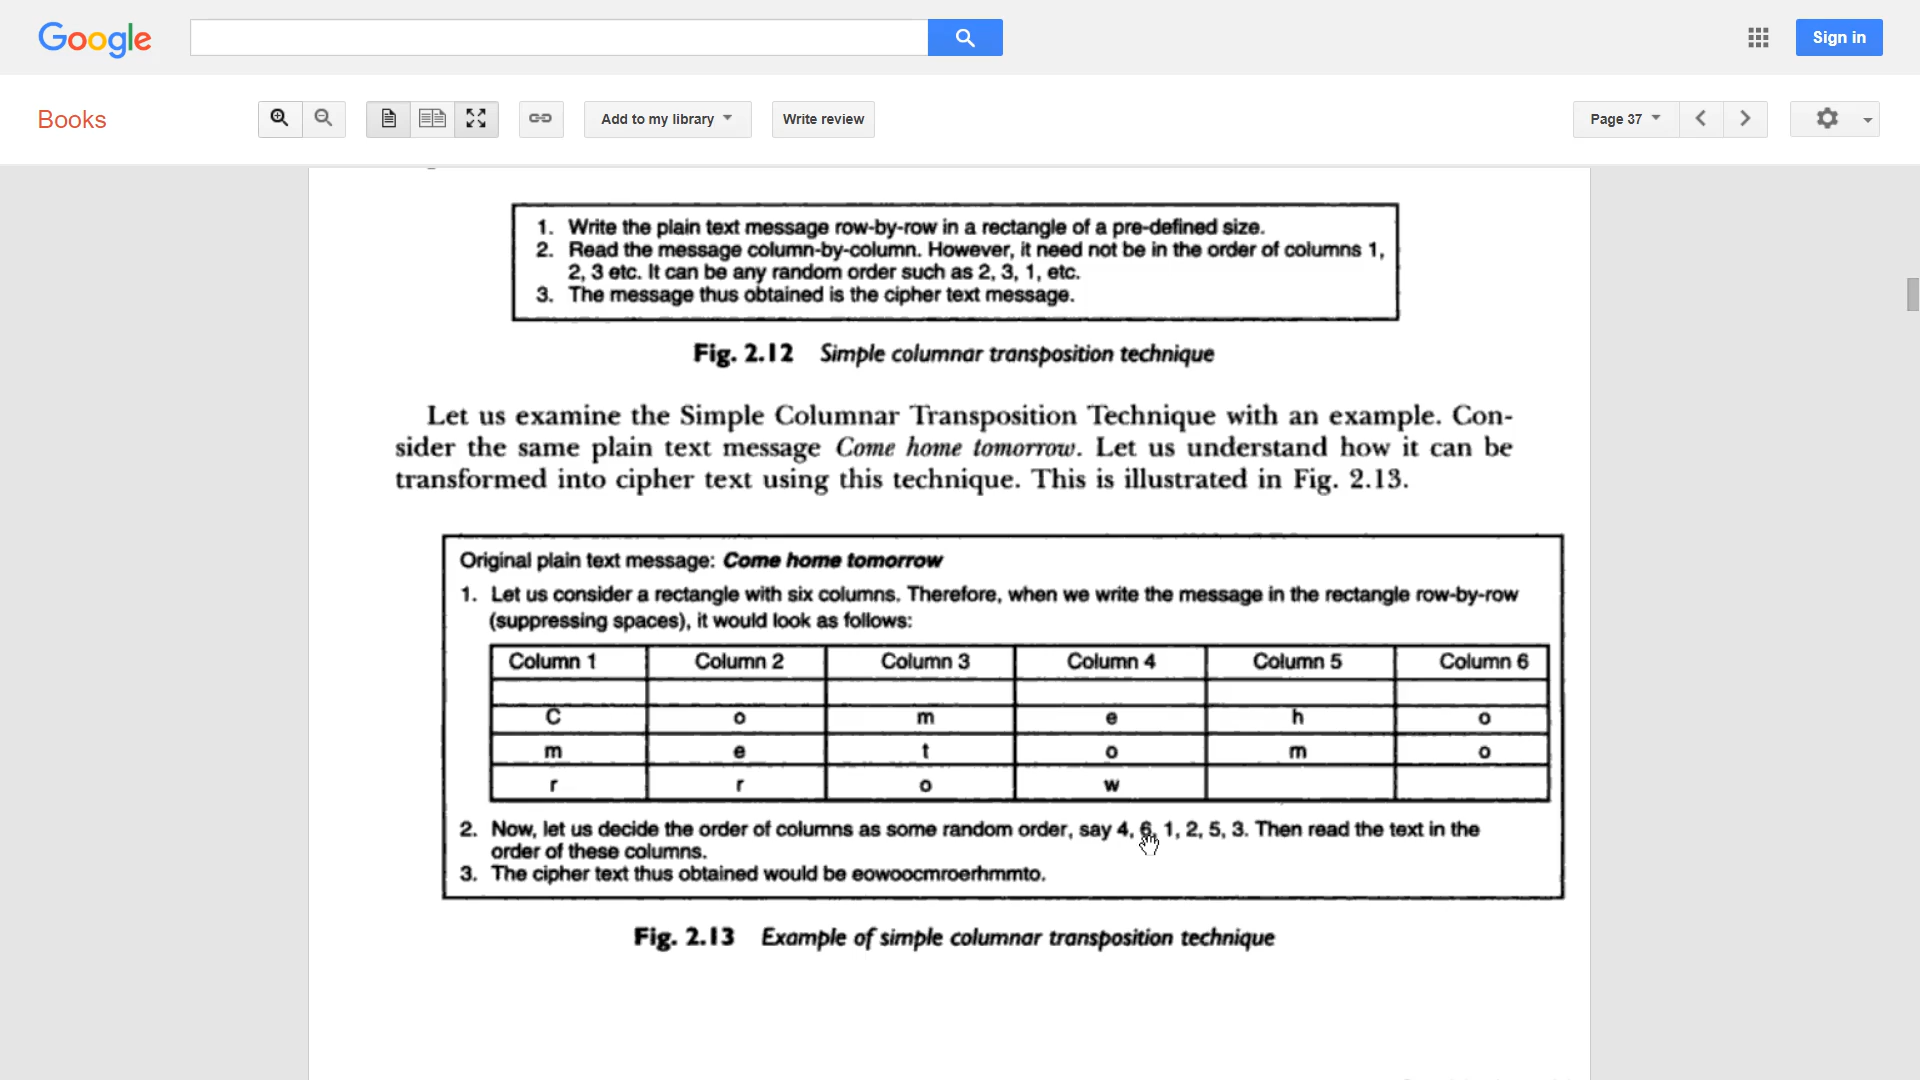 Google
Sign in
Books
Add to my library
Write review
Page 37
1. Write the plain text message row-by-row in a rectangle of a pre-defined size.
2. Read the message column-by-column. However, it need not be in the order of columns 1,
2, 3 etc. It can be any random order such as 2, 3, 1, etc.
3. The message thus obtained is the cipher text message.
Fig. 2.12 Simple columnar transposition technique
Let us examine the Simple Columnar Transposition Technique with an example. Con-
sider the same plain text message Come home tomorrow. Let us understand how it can be
transformed into cipher text using this technique. This is illustrated in Fig. 2.13.
Original plain text message: Come home tomorrow
1. Let us consider a rectangle with six columns. Therefore, when we write the message in the rectangle row-by-row
(suppressing spaces), it would look as follows:
Column 1 Column 2 Column 3 Column 4 Column 5 Column 6
C o m e h o
m e t o m o
r r o w
2. Now, let us decide the order of columns as some random order, say 4, 6, 1, 2, 5, 3. Then read the text in the
order of these columns.
3. The cipher text thus obtained would be eowoocmroerhmmto.
Fig. 2.13 Example of simple columnar transposition technique